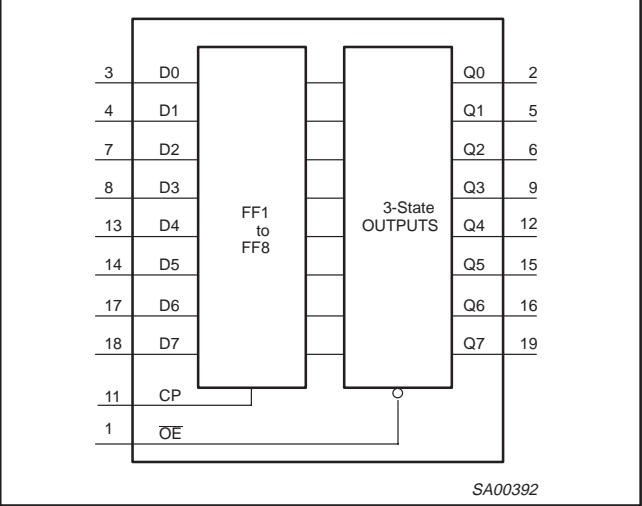 3 D0 Q0 2
4 D1 Q1 5
7 D2 Q2 6
8 D3 Q3 9
FF1 to FF8
3-State OUTPUTS
13 D4 Q4 12
14 D5 Q5 15
17 D6 Q6 16
18 D7 Q7 19
11 CP
1 OE
SA00392